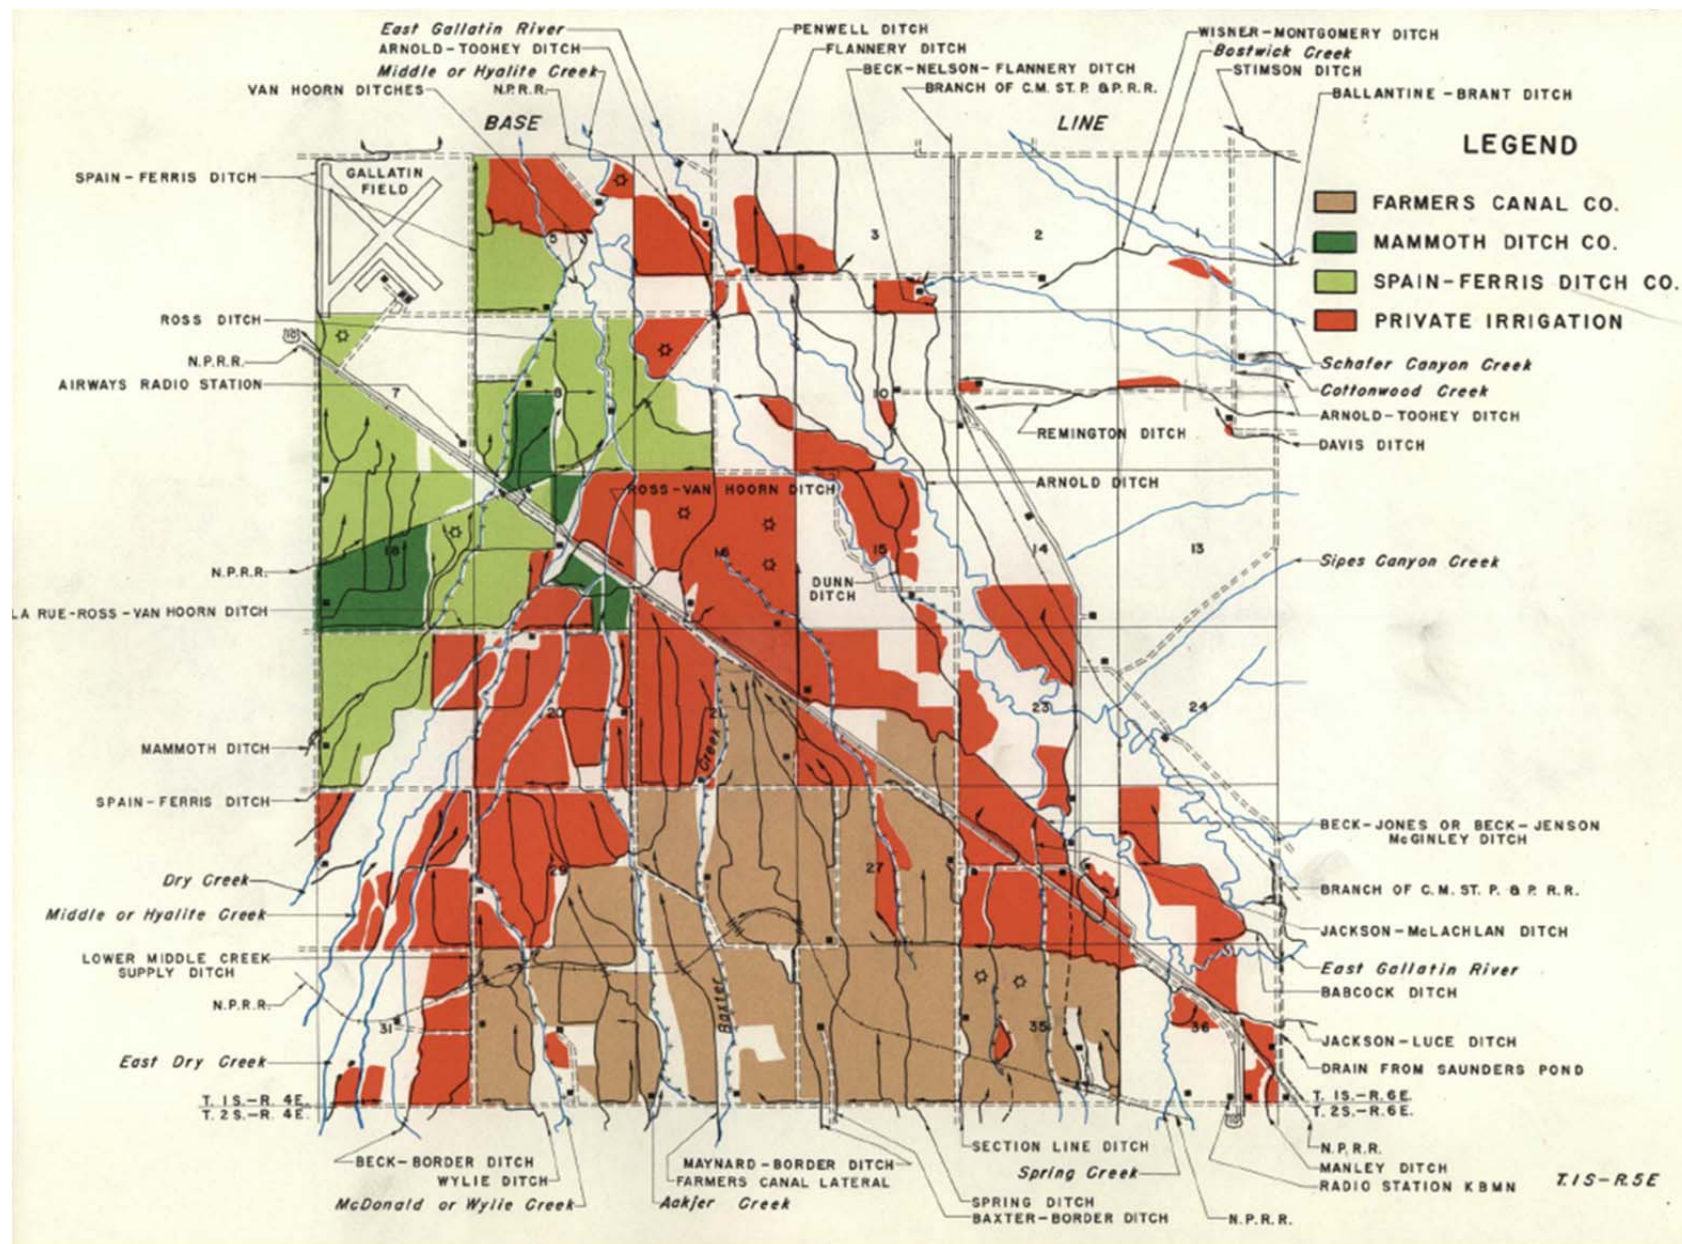 East Gallatin River
ARNOLD-TOOHEY DITCH
Middle or Hyalite Creek
VAN HOORN DITCHES
N.P.R.R.
BASE
PENWELL DITCH
FLANNERY DITCH
BECK-NELSON-FLANNERY DITCH
BRANCH OF C.M. ST. P. & P. R.R.
LINE
WISNER-MONTGOMERY DITCH
Bostwick Creek
STIMSON DITCH
BALLANTINE-BRANT DITCH
LEGEND
FARMERS CANAL CO.
MAMMOTH DITCH CO.
SPAIN-FERRIS DITCH CO.
PRIVATE IRRIGATION
SPAIN-FERRIS DITCH
GALLATIN
FIELD
5
3
2
1
ROSS DITCH
N.P.R.R.
AIRWAYS RADIO STATION
7
8
10
Schafer Canyon Creek
Cottonwood Creek
ARNOLD-TOOHEY DITCH
DAVIS DITCH
REMINGTON DITCH
ARNOLD DITCH
ROSS-VAN HOORN DITCH
18
16
15
14
13
DUNN
DITCH
Sipes Canyon Creek
N.P.R.R.
LA RUE-ROSS-VAN HOORN DITCH
20
21
23
24
Creek
MAMMOTH DITCH
SPAIN-FERRIS DITCH
BECK-JONES OR BECK-JENSON
McGINLEY DITCH
29
27
Dry Creek
Middle or Hyalite Creek
BRANCH OF C.M. ST. P. & P. R.R.
JACKSON-McLACHLAN DITCH
LOWER MIDDLE CREEK
SUPPLY DITCH
East Gallatin River
BABCOCK DITCH
N.P.R.R.
Baxter
31
35
36
JACKSON-LUCE DITCH
East Dry Creek
DRAIN FROM SAUNDERS POND
T. 1S.-R. 4E.
T. 2S.-R. 4E.
T. 1S.-R.6E.
T. 2S.-R.6E.
BECK-BORDER DITCH
WYLIE DITCH
McDonald or Wylie Creek
MAYNARD-BORDER DITCH
FARMERS CANAL LATERAL
Aakjer Creek
SECTION LINE DITCH
Spring Creek
SPRING DITCH
BAXTER-BORDER DITCH
N.P.R.R.
N.P.R.R.
MANLEY DITCH
RADIO STATION KBMN
T.1S-R.5E